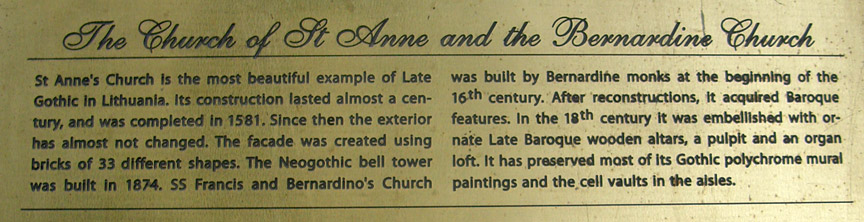 The Church of St Anne and the Bernardine Church
St Anne's Church is the most beautiful example of Late
Gothic in Lithuania. Its construction lasted almost a cen-
tury, and was completed in 1581. Since then the exterior
has almost not changed. The facade was created using
bricks of 33 different shapes. The Neogothic bell tower
was built in 1874. SS Francis and Bernardino's Church
was built by Bernardine monks at the beginning of the
16th century. After reconstructions, it acquired Baroque
features. In the 18th century it was embellished with or-
nate Late Baroque wooden altars, a pulpit and an organ
loft. It has preserved most of its Gothic polychrome mural
paintings and the cell vaults in the aisles.